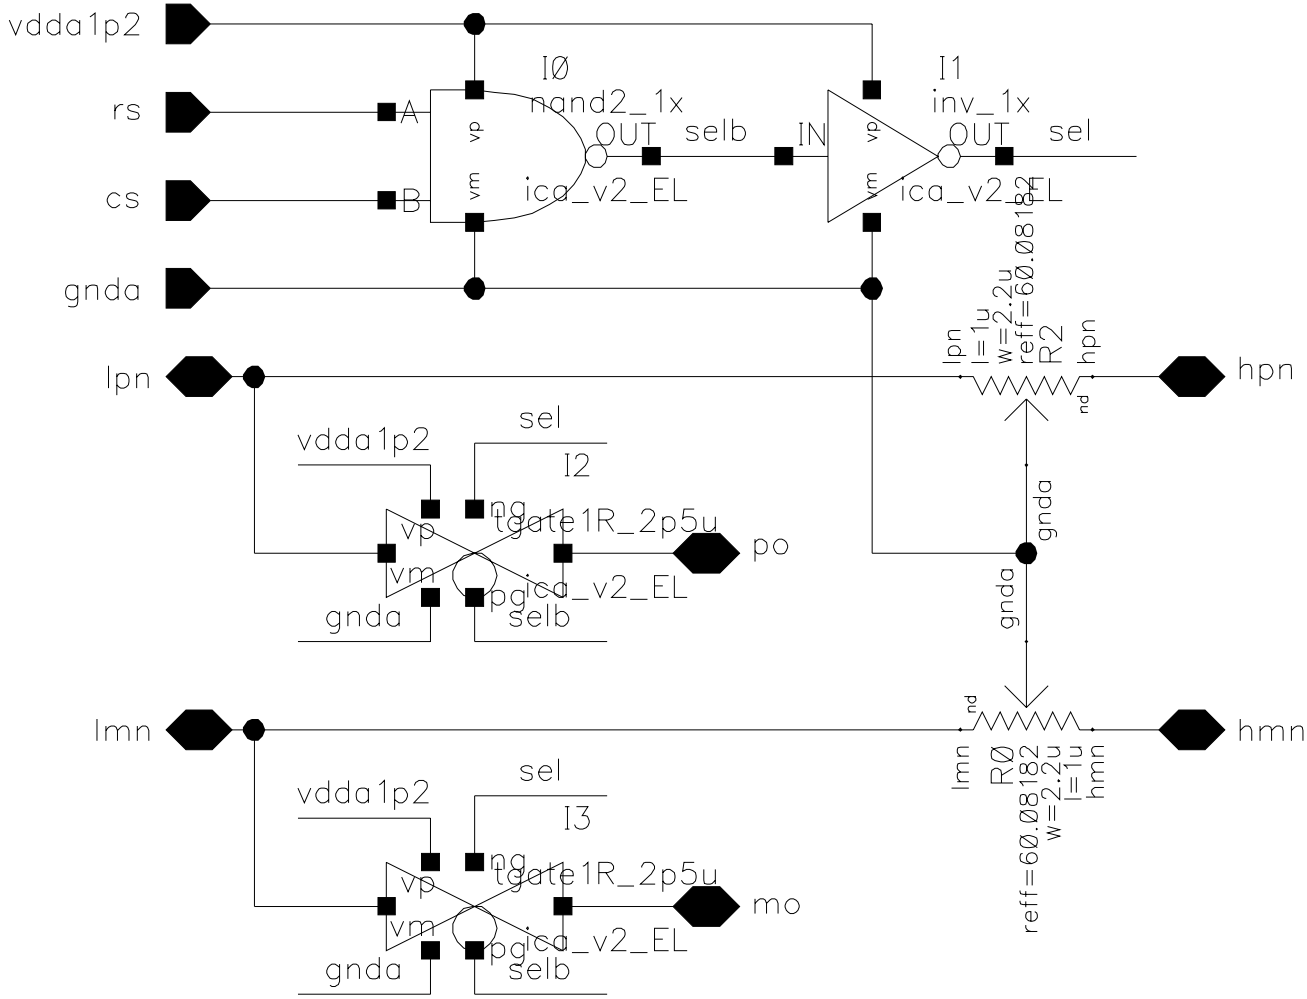 vdda1p2
I0
I1
rs
A
nand2_1x
inv_1x
vp
OUT
selb
IN
vp
OUT
sel
cs
B
vm
ica_v2_EL
vm
ica_v2_EL
gnda
lpn
l=1u
w=2.2u
reff=60.08182
R2
hpn
lpn
nd
hpn
vdda1p2
sel
I2
ng
tgate1R_2p5u
vp
po
vm
ica_v2_EL
pg
gnda
selb
gnda
gnda
lmn
nd
hmn
lmn
R0
reff=60.08182
w=2.2u
l=1u
hmn
vdda1p2
sel
I3
ng
tgate1R_2p5u
vp
mo
vm
ica_v2_EL
pg
gnda
selb